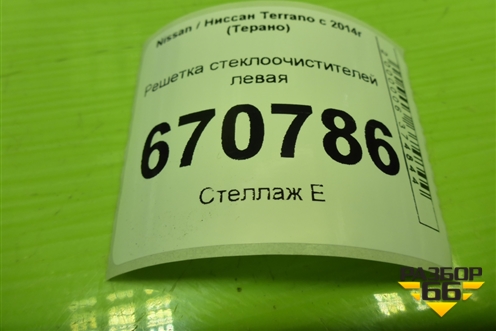 Nissan / Ниссан Terrano с 2014г
(Терано)
Решетка стеклоочистителей
левая
670786
Стеллаж Е
РАЗБОР
66